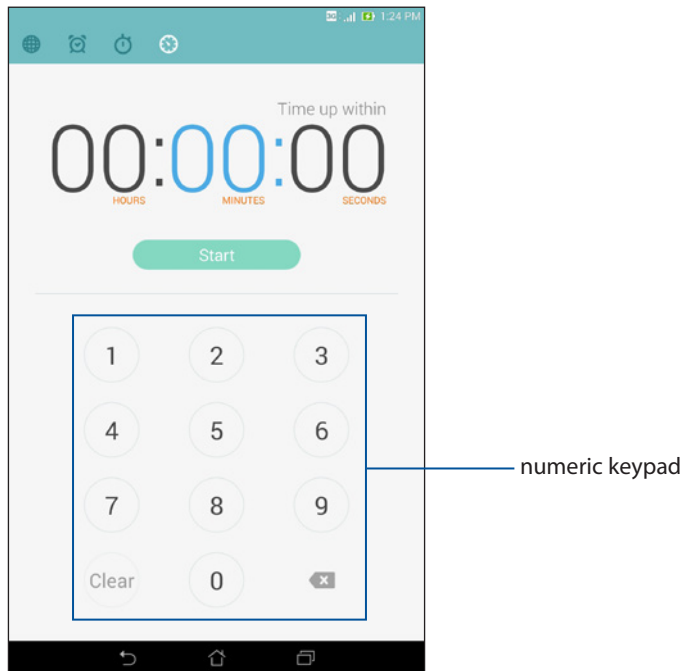 3G 1:24 PM
Time up within
00:00:00
HOURS MINUTES SECONDS
Start
1 2 3
4 5 6
7 8 9
Clear 0
numeric keypad